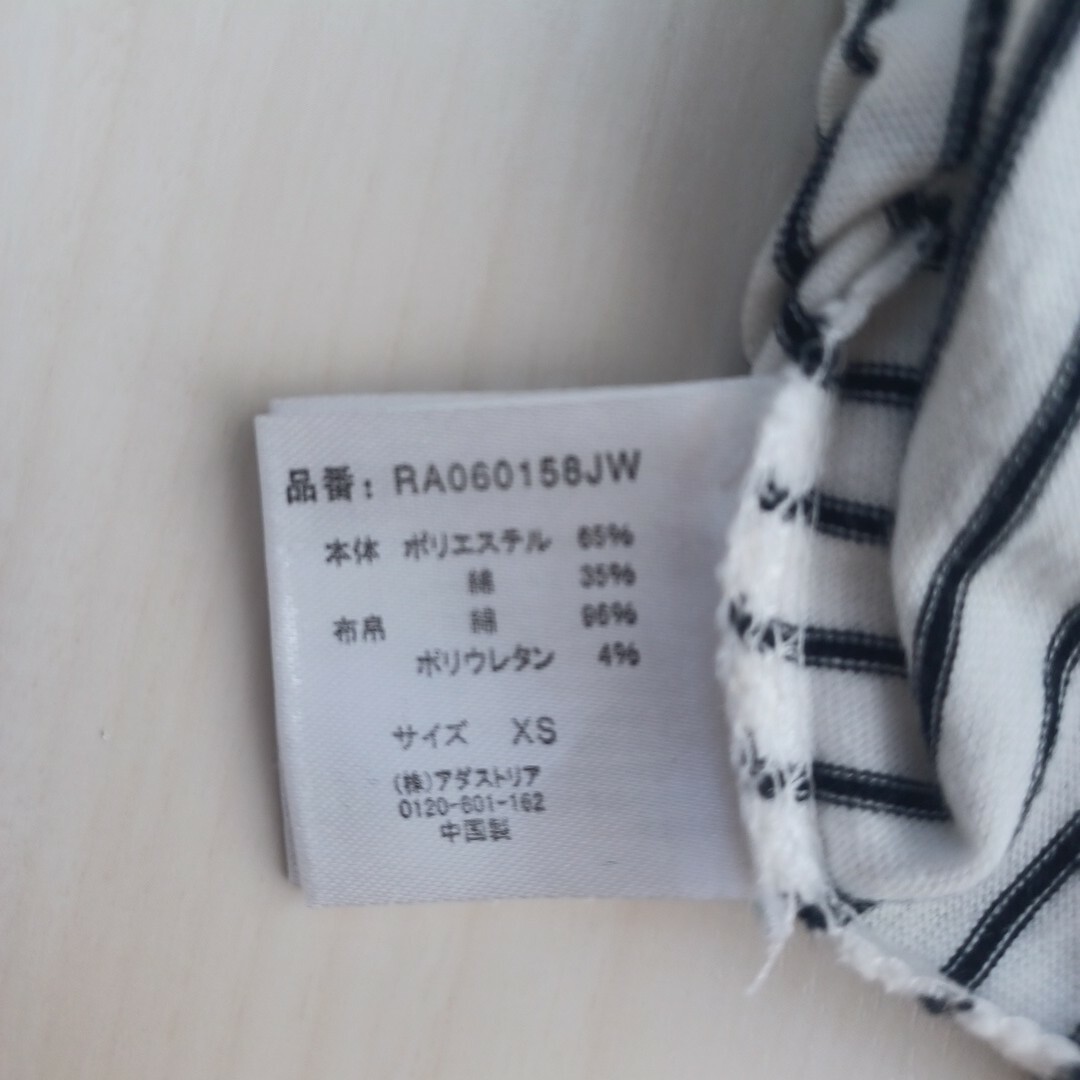 品番: RA060158JW
本体 ポリエステル 65%
綿 35%
布帛 綿 96%
ポリウレタン 4%
サイズ XS
(株)アダストリア
0120-601-162
中国製